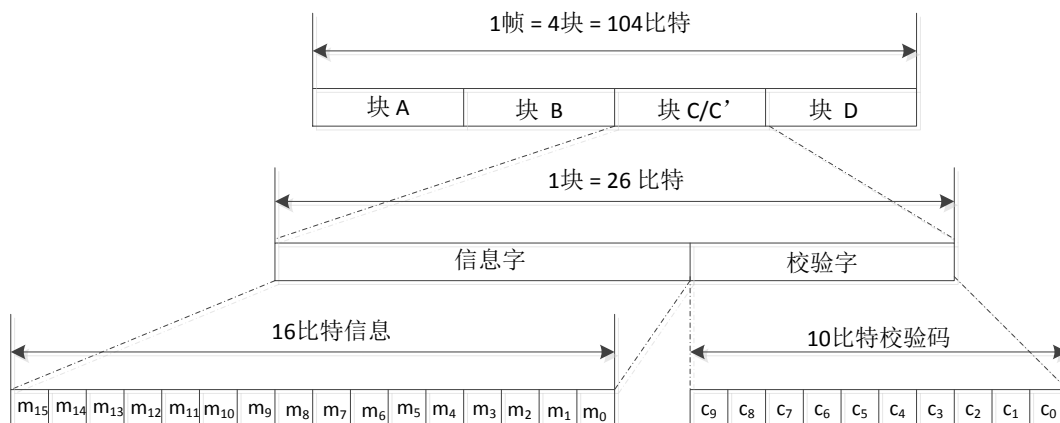 1帧 = 4块 = 104比特
块 A 块 B 块 C/C’ 块 D
1块 = 26 比特
信息字 校验字
16比特信息 10比特校验码
m₁₅ m₁₄ m₁₃ m₁₂ m₁₁ m₁₀ m₉ m₈ m₇ m₆ m₅ m₄ m₃ m₂ m₁ m₀ c₉ c₈ c₇ c₆ c₅ c₄ c₃ c₂ c₁ c₀